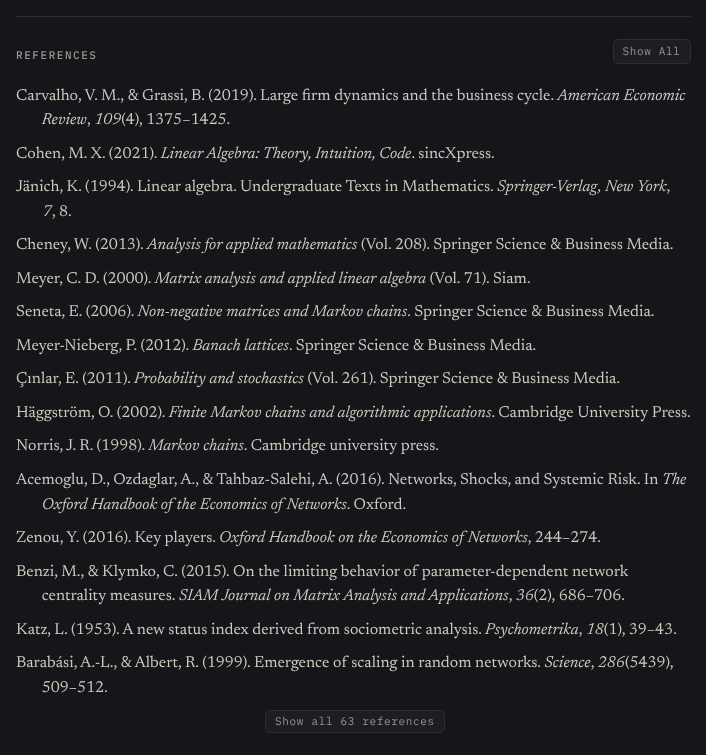 REFERENCES
Show All
Carvalho, V. M., & Grassi, B. (2019). Large firm dynamics and the business cycle. American Economic
Review, 109(4), 1375–1425.
Cohen, M. X. (2021). Linear Algebra: Theory, Intuition, Code. sincXpress.
Jänich, K. (1994). Linear algebra. Undergraduate Texts in Mathematics. Springer-Verlag, New York,
7, 8.
Cheney, W. (2013). Analysis for applied mathematics (Vol. 208). Springer Science & Business Media.
Meyer, C. D. (2000). Matrix analysis and applied linear algebra (Vol. 71). Siam.
Seneta, E. (2006). Non-negative matrices and Markov chains. Springer Science & Business Media.
Meyer-Nieberg, P. (2012). Banach lattices. Springer Science & Business Media.
Çınlar, E. (2011). Probability and stochastics (Vol. 261). Springer Science & Business Media.
Häggström, O. (2002). Finite Markov chains and algorithmic applications. Cambridge University Press.
Norris, J. R. (1998). Markov chains. Cambridge university press.
Acemoglu, D., Ozdaglar, A., & Tahbaz-Salehi, A. (2016). Networks, Shocks, and Systemic Risk. In The
Oxford Handbook of the Economics of Networks. Oxford.
Zenou, Y. (2016). Key players. Oxford Handbook on the Economics of Networks, 244–274.
Benzi, M., & Klymko, C. (2015). On the limiting behavior of parameter-dependent network
centrality measures. SIAM Journal on Matrix Analysis and Applications, 36(2), 686–706.
Katz, L. (1953). A new status index derived from sociometric analysis. Psychometrika, 18(1), 39–43.
Barabási, A.-L., & Albert, R. (1999). Emergence of scaling in random networks. Science, 286(5439),
509–512.
Show all 63 references